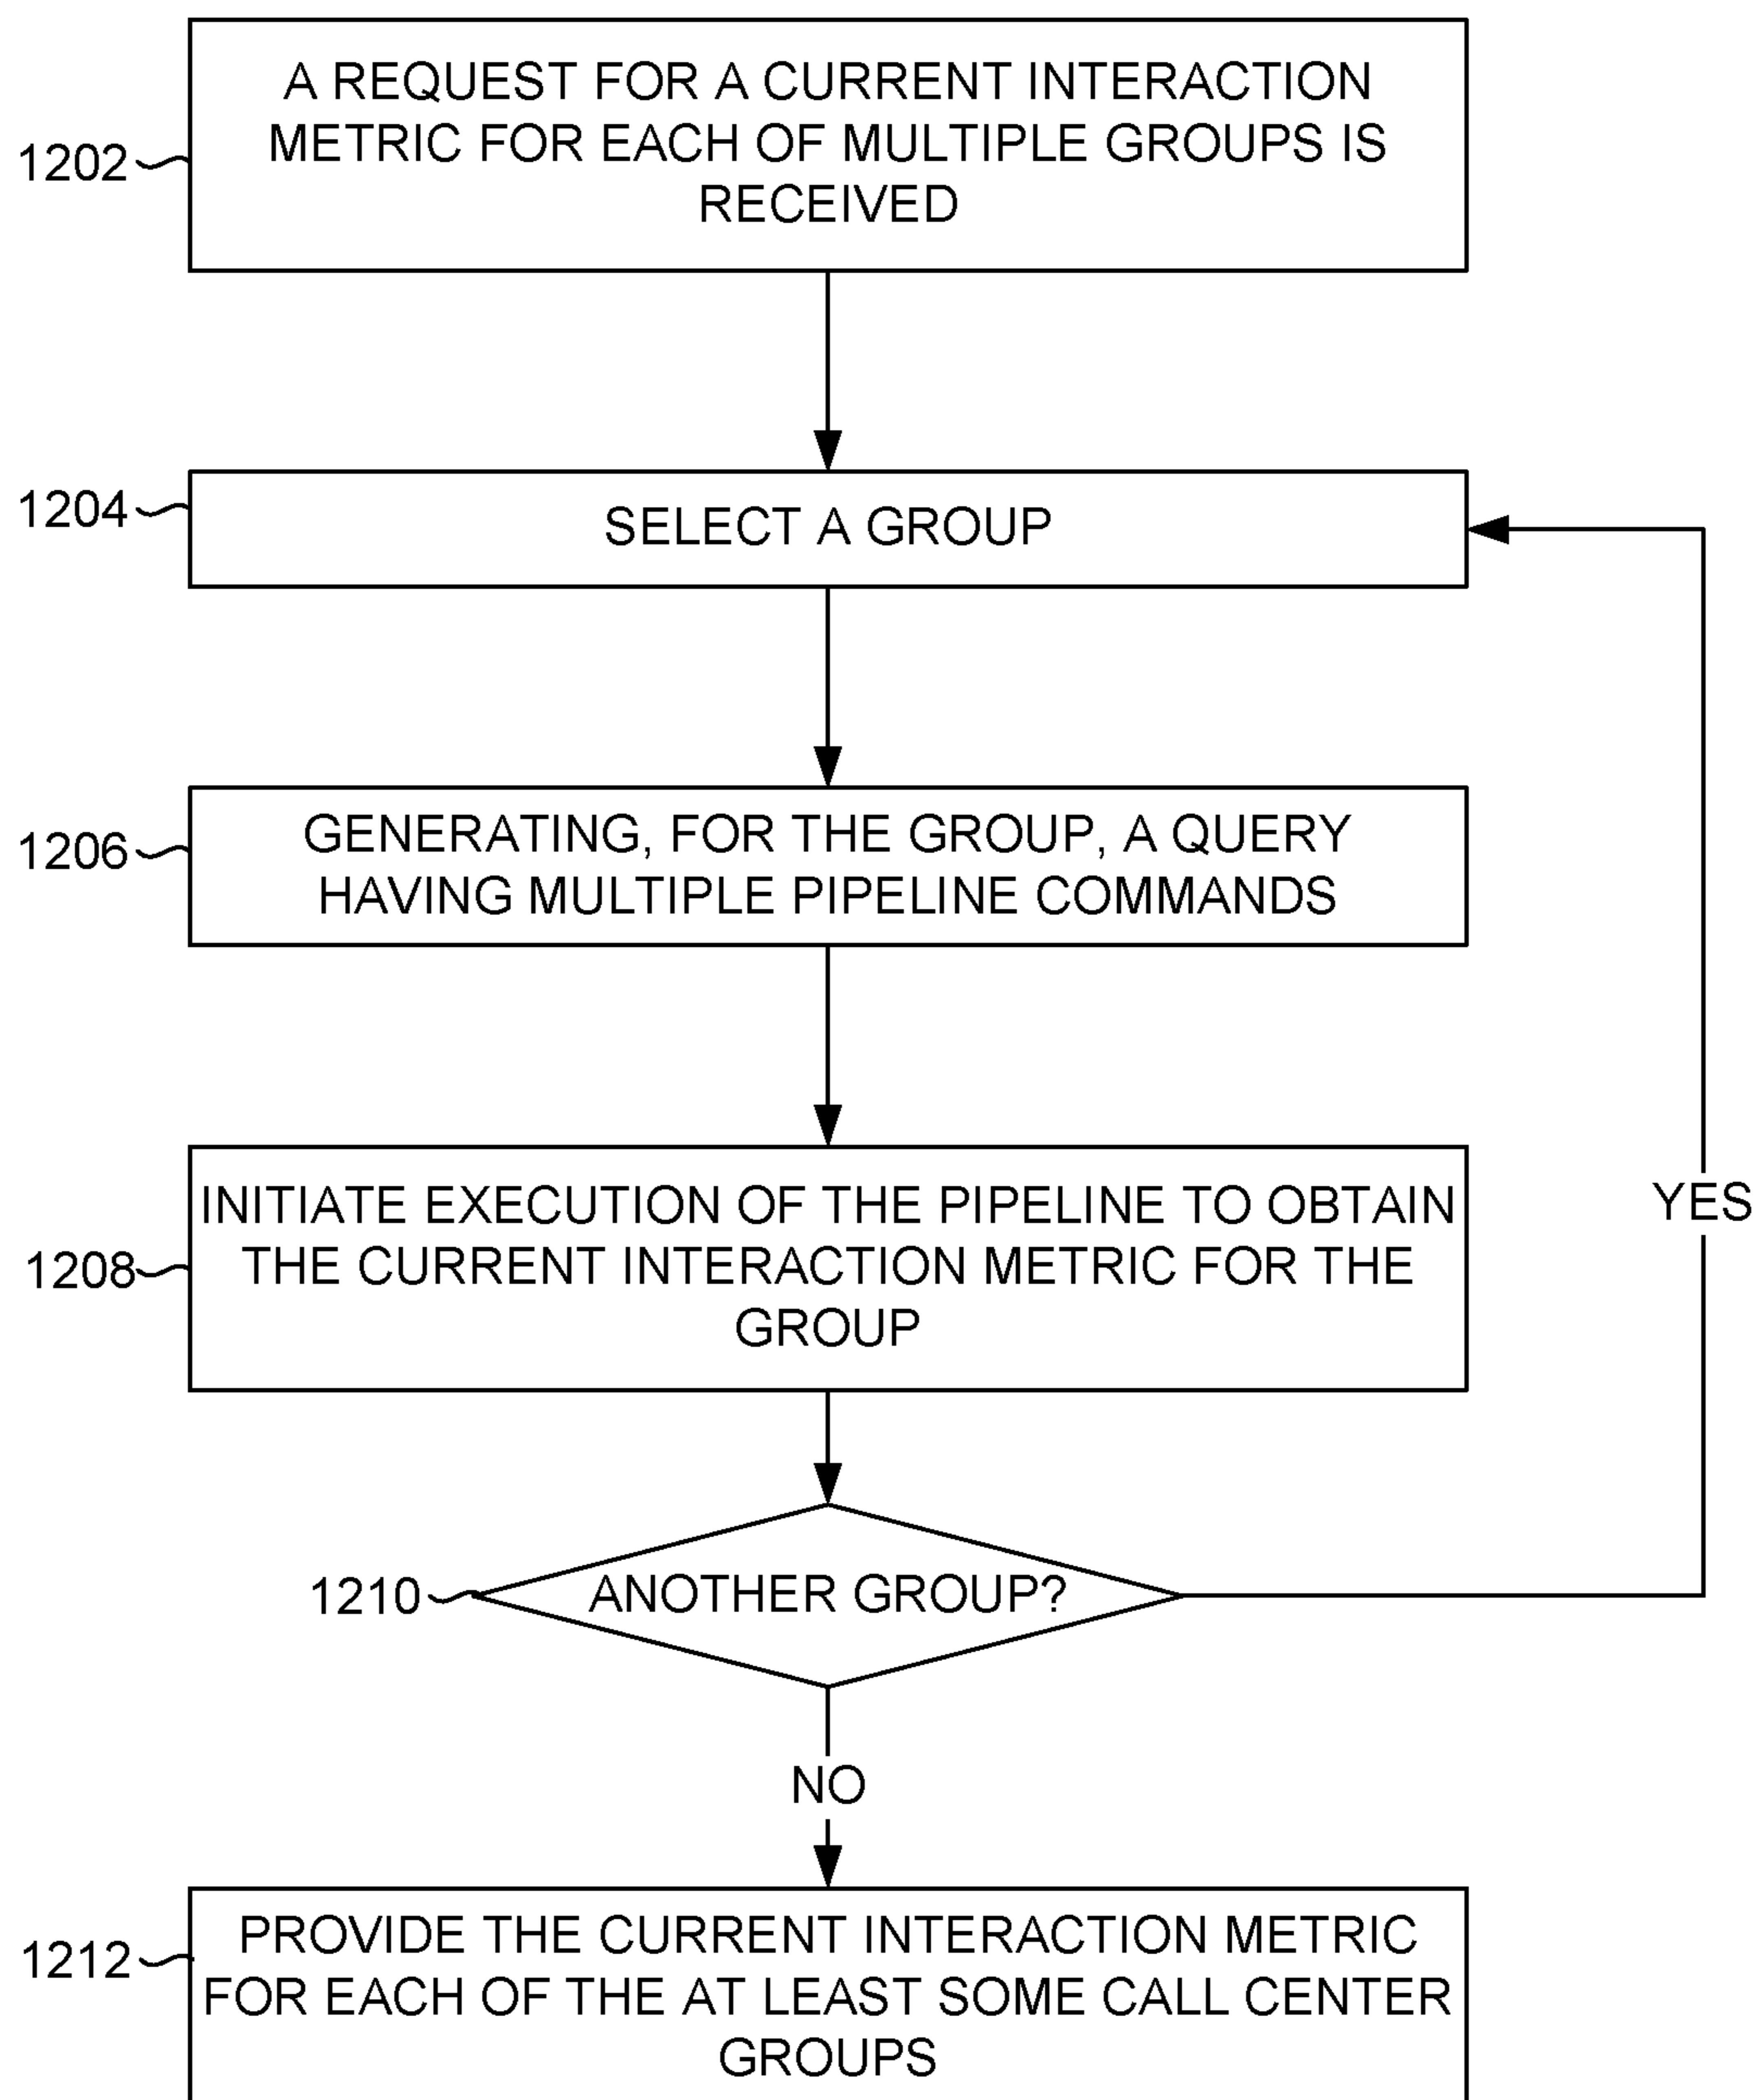 A REQUEST FOR A CURRENT INTERACTION
METRIC FOR EACH OF MULTIPLE GROUPS IS
RECEIVED
1202
1204
SELECT A GROUP
GENERATING, FOR THE GROUP, A QUERY
HAVING MULTIPLE PIPELINE COMMANDS
1206
INITIATE EXECUTION OF THE PIPELINE TO OBTAIN
THE CURRENT INTERACTION METRIC FOR THE
GROUP
1208
YES
1210
ANOTHER GROUP?
NO
PROVIDE THE CURRENT INTERACTION METRIC
FOR EACH OF THE AT LEAST SOME CALL CENTER
GROUPS
1212